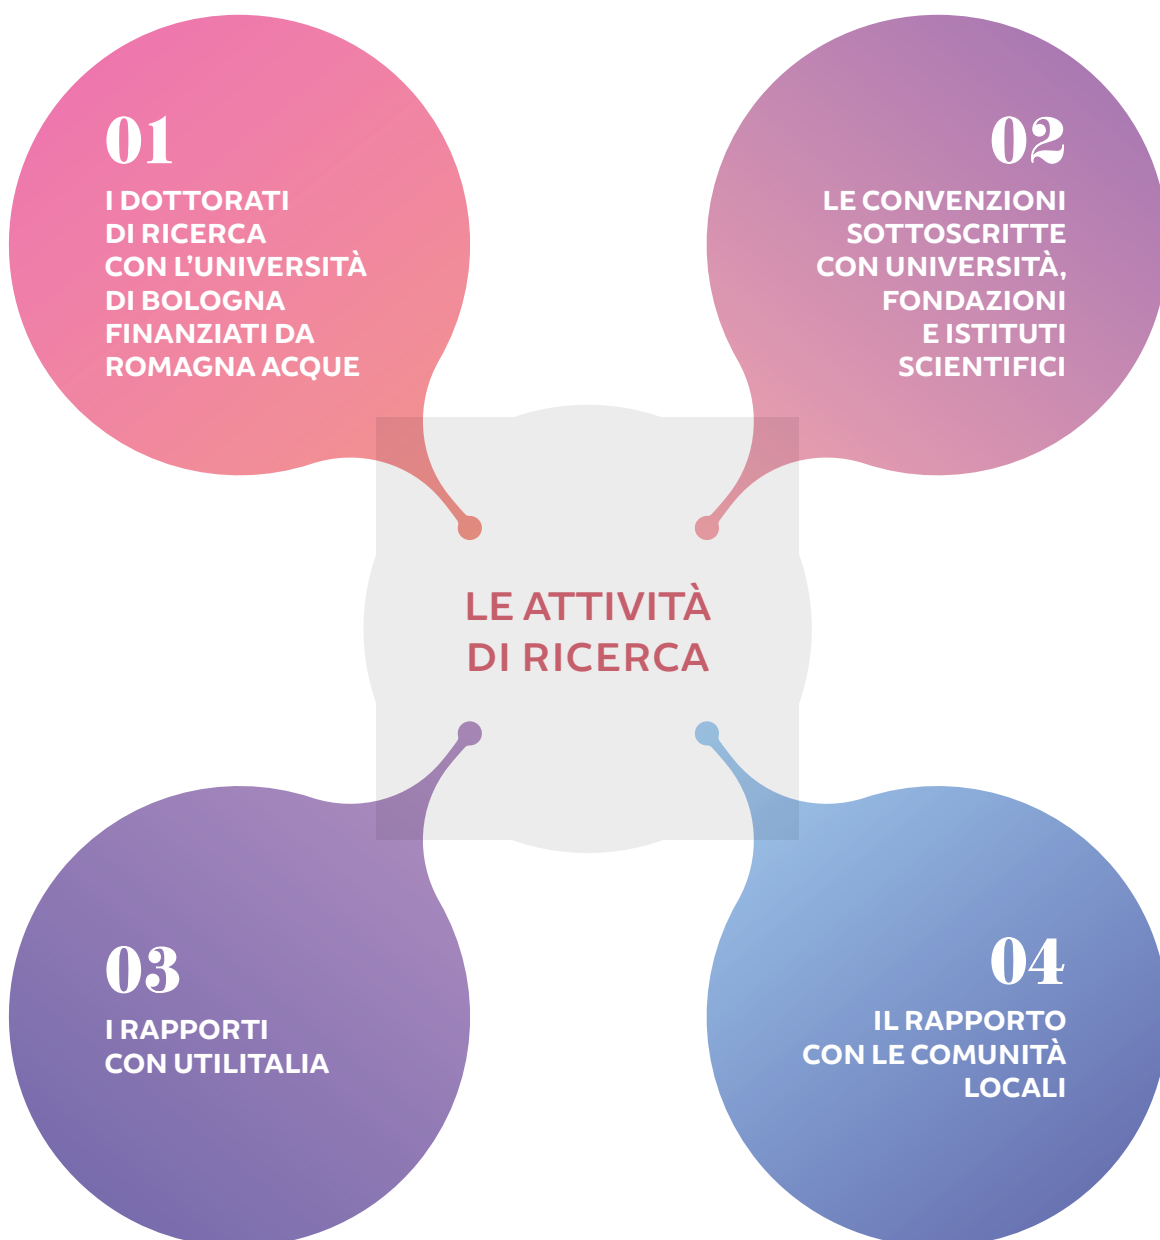 01
I DOTTORATI
DI RICERCA
CON L'UNIVERSITÀ
DI BOLOGNA
FINANZIATI DA
ROMAGNA ACQUE
02
LE CONVENZIONI
SOTTOSCRITTE
CON UNIVERSITÀ,
FONDAZIONI
E ISTITUTI
SCIENTIFICI
LE ATTIVITÀ
DI RICERCA
03
I RAPPORTI
CON UTILITALIA
04
IL RAPPORTO
CON LE COMUNITÀ
LOCALI